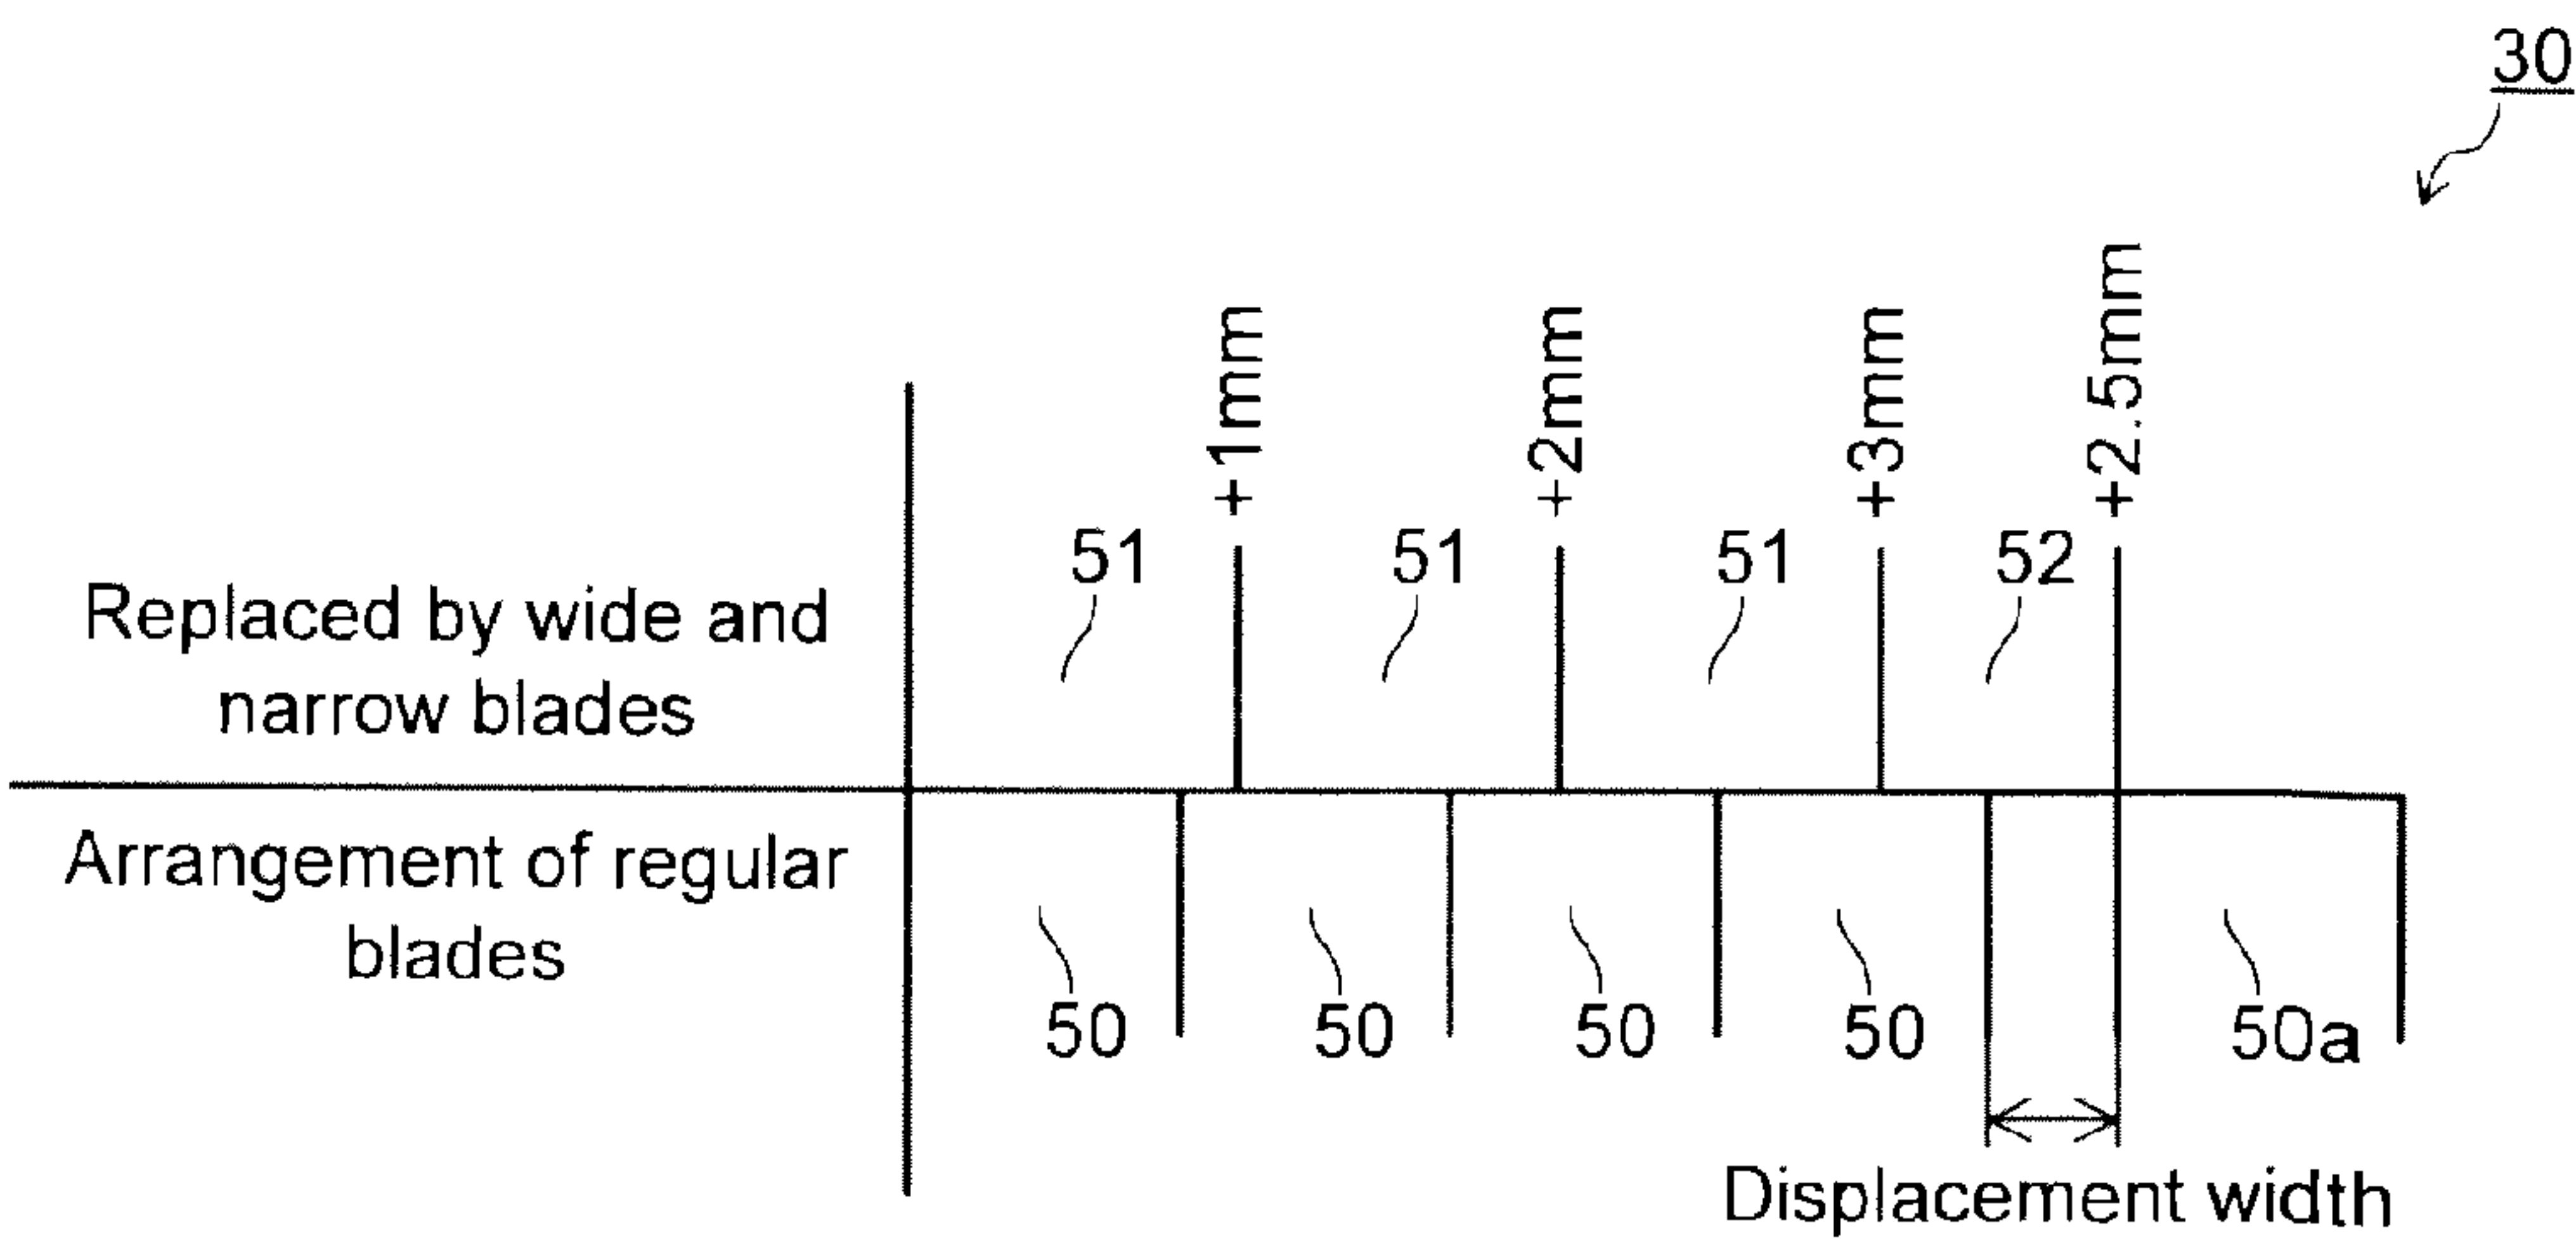 30
+1mm
+2mm
+3mm
+2.5mm
51
51
51
52
Replaced by wide and
narrow blades
Arrangement of regular
blades
50
50
50
50
50a
Displacement width